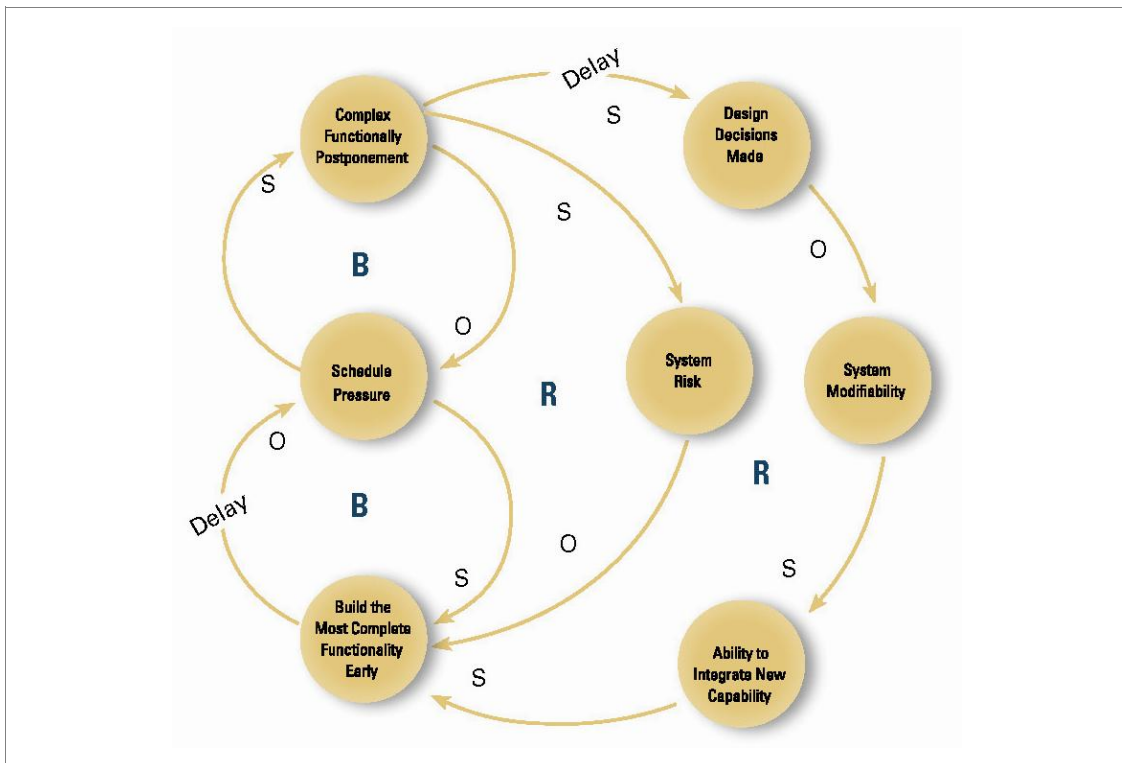 Delay
Complex
Functionally
Postponement
Design
Decisions
Made
S
S
S
O
B
O
Schedule
Pressure
System
Risk
System
Modifiability
R
O
R
Delay
B
O
S
S
Build the
Most Complete
Functionality
Early
Ability to
Integrate New
Capability
S